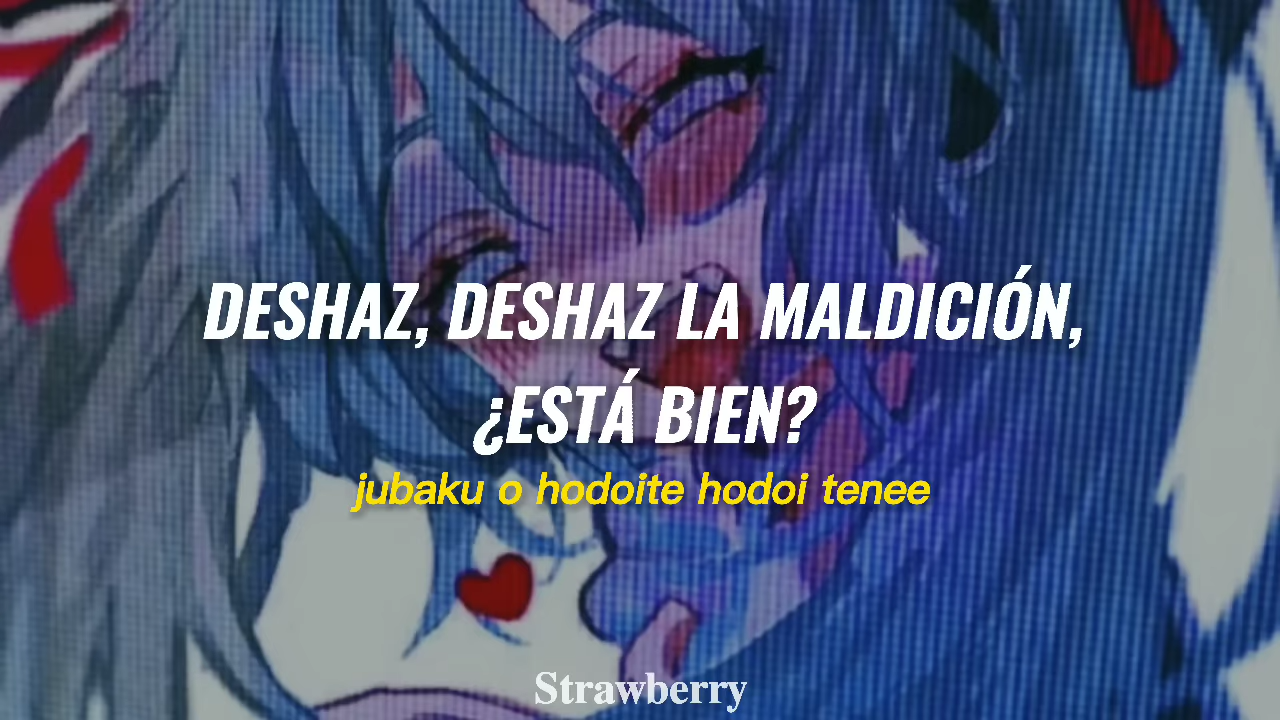 DESHAZ, DESHAZ LA MALDICIÓN,
¿ESTÁ BIEN?
jubaku o hodoite hodoi tenee
Strawberry